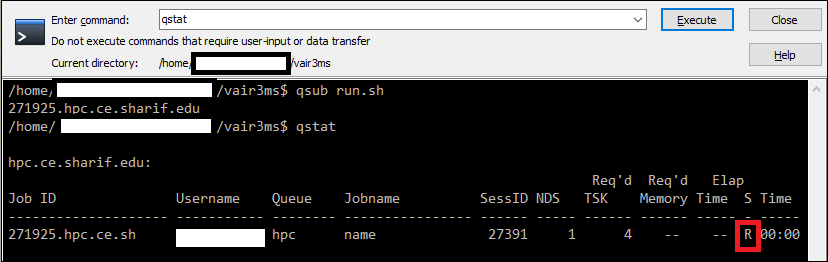 Enter command: qstat Execute Close
Do not execute commands that require user-input or data transfer
Current directory: /home/ /vair3ms Help
/home/ /vair3ms$ qsub run.sh
271925.hpc.ce.sharif.edu
/home/ /vair3ms$ qstat
hpc.ce.sharif.edu:
Req'd Req'd Elap
Job ID Username Queue Jobname SessID NDS TSK Memory Time S Time
-------------------- ----------- -------- ---------------- ------ ----- ------ ------ ----- - -----
271925.hpc.ce.sh hpc name 27391 1 4 -- -- R 00:00